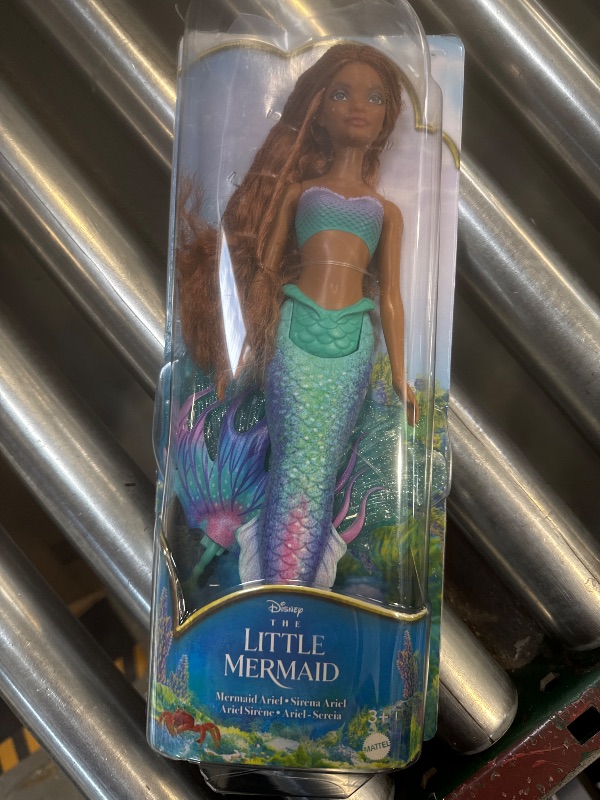 Disney
THE
LITTLE
MERMAID
Mermaid Ariel • Sirena Ariel
Ariel Sirène • Ariel - Sereia
3+
MATTEL